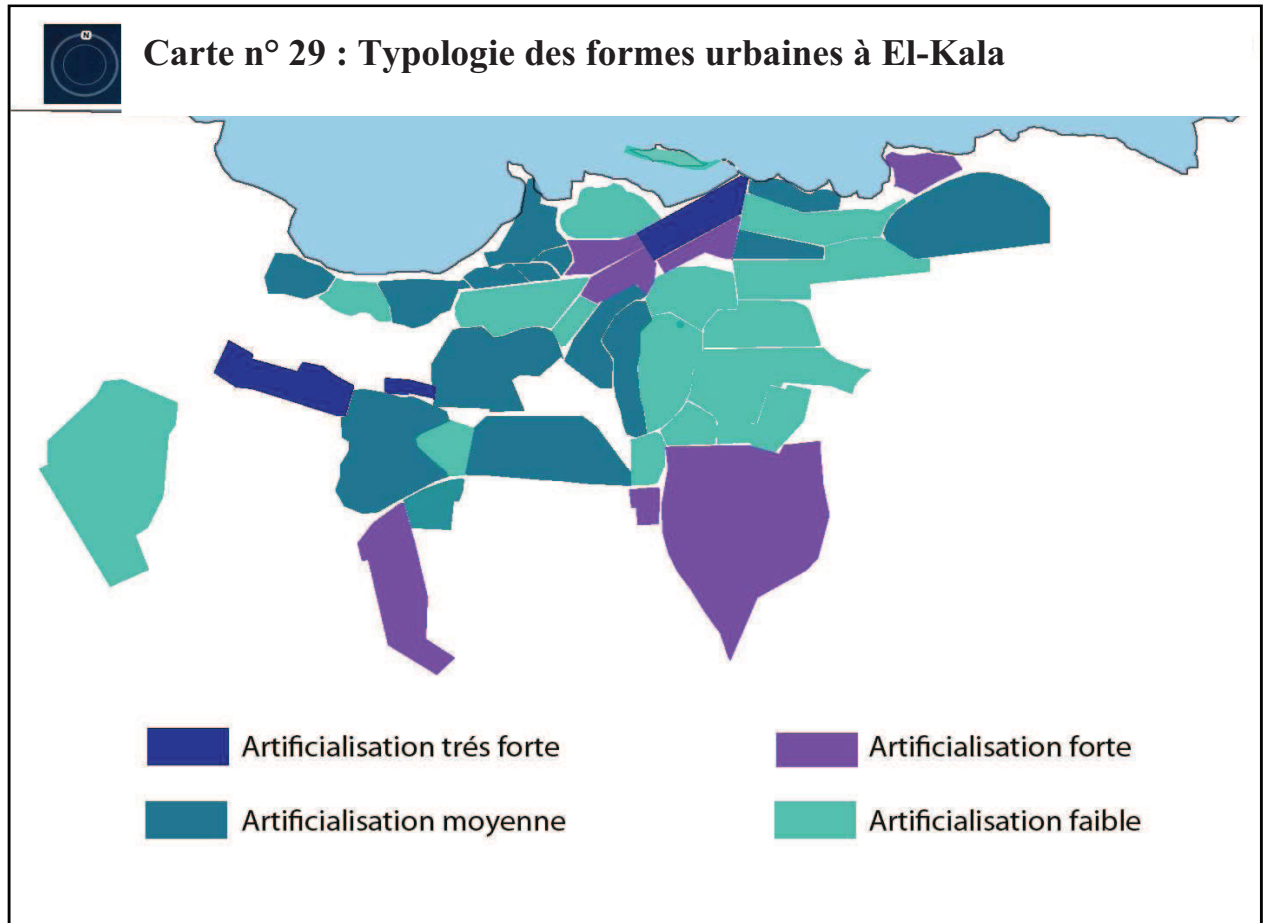 N
Carte n° 29 : Typologie des formes urbaines à El-Kala
Artificialisation trés forte
Artificialisation forte
Artificialisation moyenne
Artificialisation faible